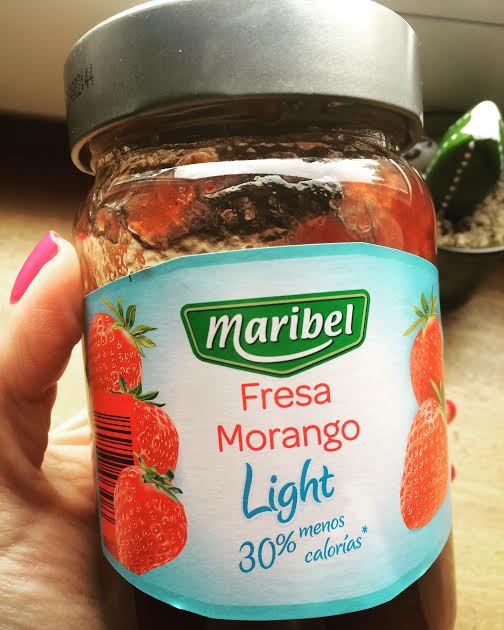 maribel
Fresa
Morango
Light
30% menos
calorías*